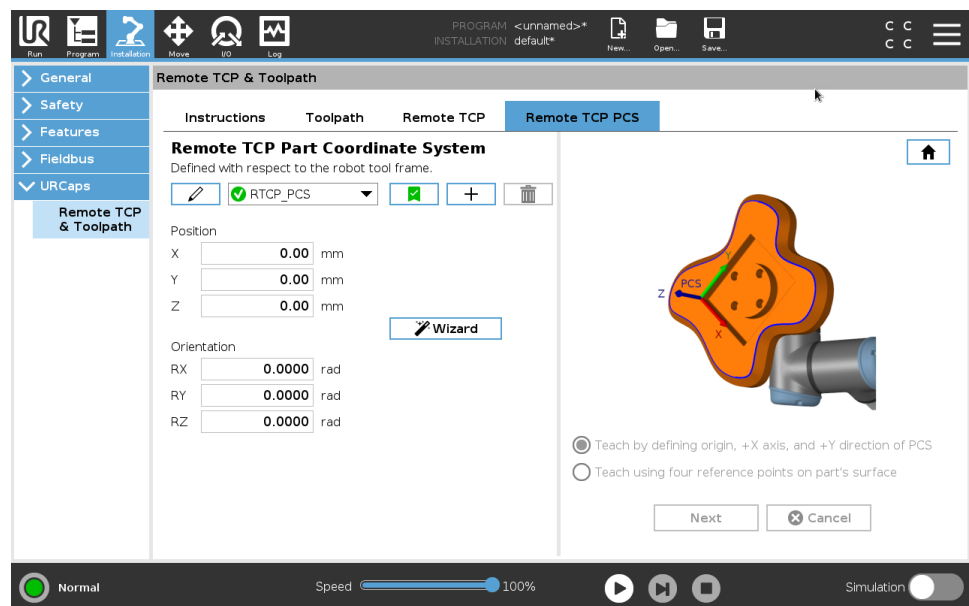 PROGRAM <unnamed>*
INSTALLATION default*
UR
Run Program Installation Move I/O Log New... Open... Save...
C C
C C
General
Safety
Features
Fieldbus
URCaps
Remote TCP
& Toolpath
Remote TCP & Toolpath
Instructions Toolpath Remote TCP Remote TCP PCS
Remote TCP Part Coordinate System
Defined with respect to the robot tool frame.
RTCP_PCS
Position
X 0.00 mm
Y 0.00 mm
Z 0.00 mm
Wizard
Orientation
RX 0.0000 rad
RY 0.0000 rad
RZ 0.0000 rad
Y
PCS
Z
X
Teach by defining origin, +X axis, and +Y direction of PCS
Teach using four reference points on part's surface
Next Cancel
Normal Speed 100% Simulation